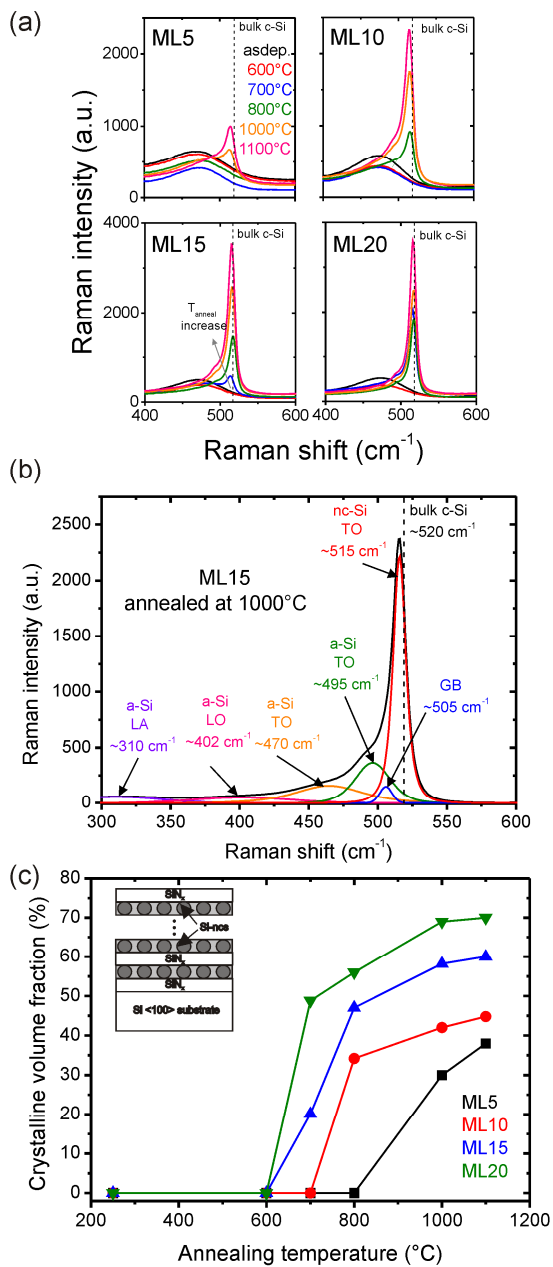 (a)
Raman intensity (a.u.)
2000
1000
0
ML5
bulk c-Si
asdep.
600°C
700°C
800°C
1000°C
1100°C
ML10
bulk c-Si
4000
2000
0
ML15
bulk c-Si
T anneal
increase
400
500
600
ML20
bulk c-Si
400
500
600
Raman shift (cm-1)
(b)
Raman intensity (a.u.)
2500
2000
1500
1000
500
0
ML15
annealed at 1000°C
nc-Si
TO
~515 cm-1
bulk c-Si
~520 cm-1
a-Si
TO
~495 cm-1
GB
~505 cm-1
a-Si
LA
~310 cm-1
a-Si
LO
~402 cm-1
a-Si
TO
~470 cm-1
300
350
400
450
500
550
600
Raman shift (cm-1)
(c)
Crystalline volume fraction (%)
80
70
60
50
40
30
20
10
0
SiNx
Si-ncs
SiNx
SiNx
Si <100> substrate
ML5
ML10
ML15
ML20
200
400
600
800
1000
1200
Annealing temperature (°C)